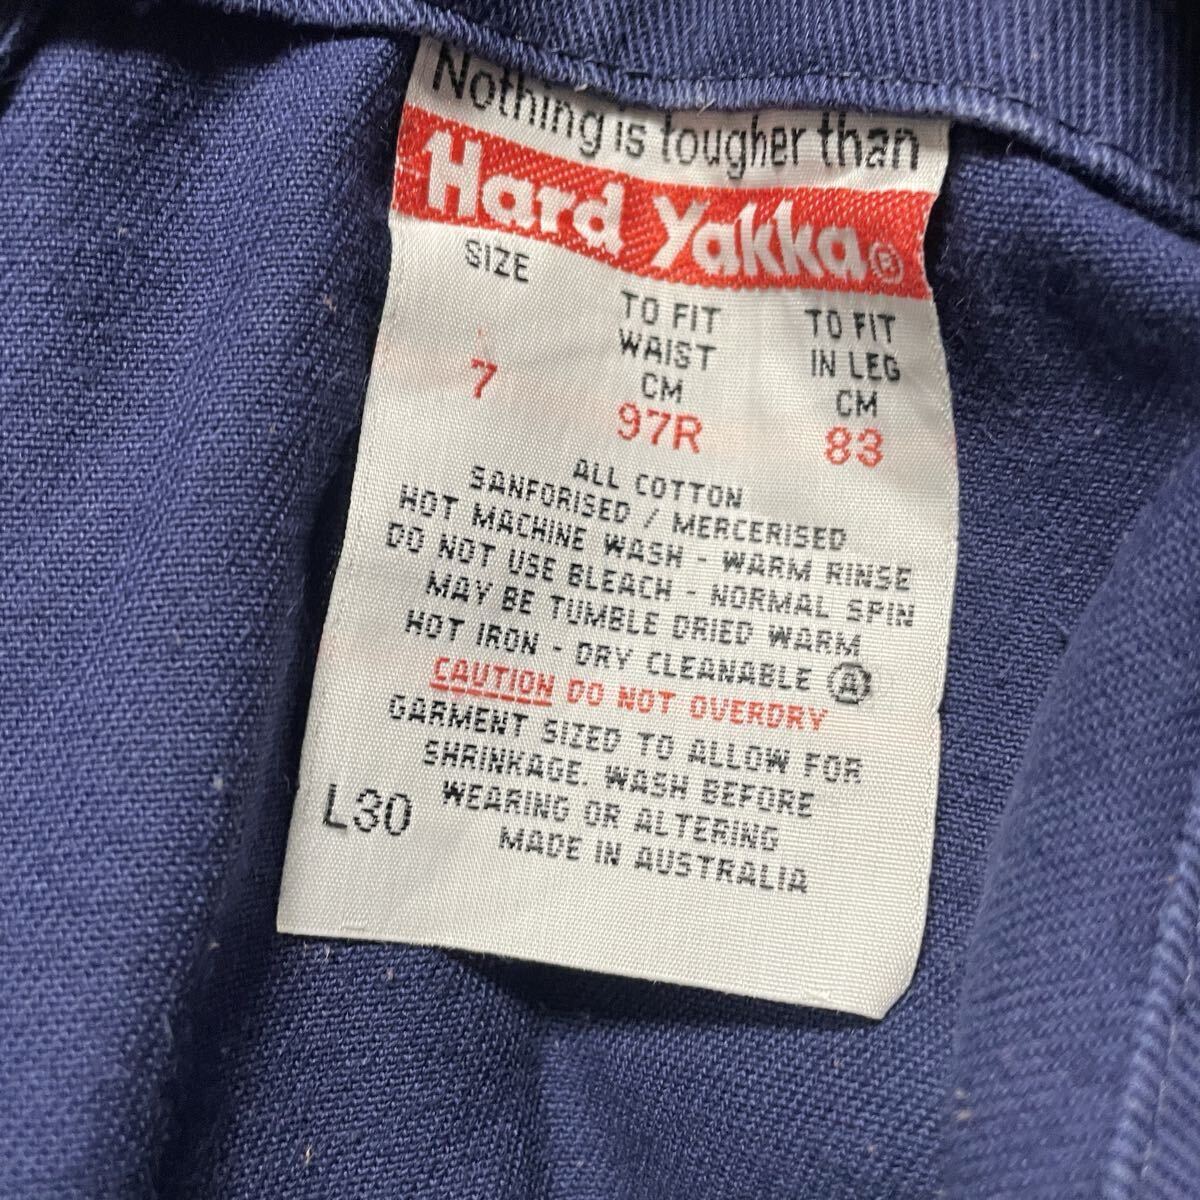 Nothing is tougher than
Hard Yakka®
SIZE
7
TO FIT
WAIST
CM
97R
TO FIT
IN LEG
CM
83
ALL COTTON
SANFORISED / MERCERISED
HOT MACHINE WASH - WARM RINSE
DO NOT USE BLEACH - NORMAL SPIN
MAY BE TUMBLE DRIED WARM
HOT IRON - DRY CLEANABLE Ⓐ
CAUTION DO NOT OVERDRY
GARMENT SIZED TO ALLOW FOR
SHRINKAGE. WASH BEFORE
WEARING OR ALTERING
MADE IN AUSTRALIA
L30